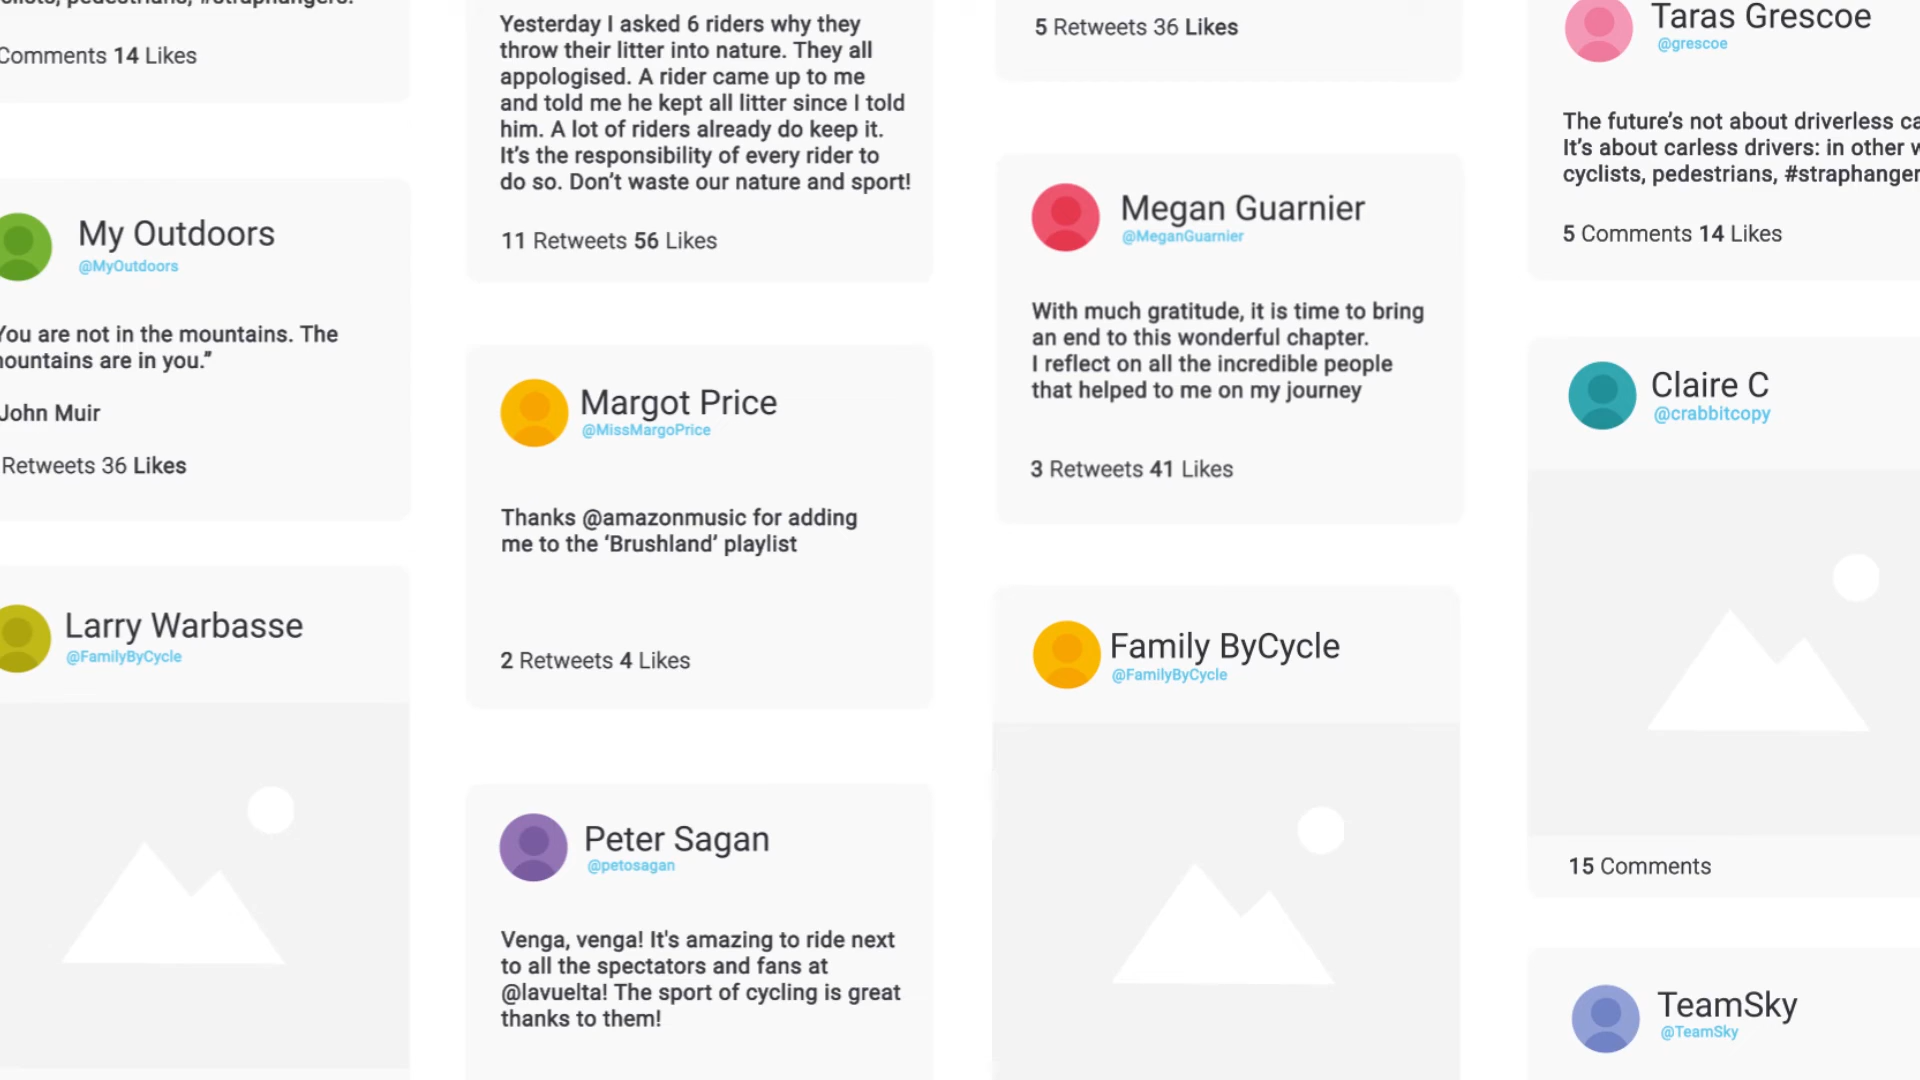 pedestrians, #straphangers.
Comments 14 Likes
My Outdoors
@MyOutdoors
You are not in the mountains. The
mountains are in you.”
John Muir
Retweets 36 Likes
Larry Warbasse
@FamilyByCycle
Yesterday I asked 6 riders why they
throw their litter into nature. They all
appologised. A rider came up to me
and told me he kept all litter since I told
him. A lot of riders already do keep it.
It’s the responsibility of every rider to
do so. Don’t waste our nature and sport!
11 Retweets 56 Likes
Margot Price
@MissMargoPrice
Thanks @amazonmusic for adding
me to the ‘Brushland’ playlist
2 Retweets 4 Likes
Peter Sagan
@petosagan
Venga, venga! It's amazing to ride next
to all the spectators and fans at
@lavuelta! The sport of cycling is great
thanks to them!
5 Retweets 36 Likes
Megan Guarnier
@MeganGuarnier
With much gratitude, it is time to bring
an end to this wonderful chapter.
I reflect on all the incredible people
that helped to me on my journey
3 Retweets 41 Likes
Family ByCycle
@FamilyByCycle
Taras Grescoe
@grescoe
The future’s not about driverless
It’s about carless drivers: in other
cyclists, pedestrians, #straphanger
5 Comments 14 Likes
Claire C
@crabbitcopy
15 Comments
TeamSky
@TeamSky